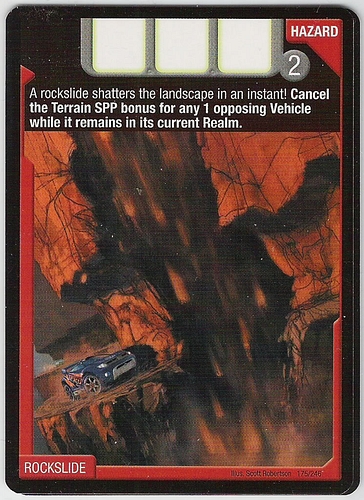 HAZARD
2
A rockslide shatters the landscape in an instant! Cancel
the Terrain SPP bonus for any 1 opposing Vehicle
while it remains in its current Realm.
ROCKSLIDE
Illus. Scott Robertson 175/246